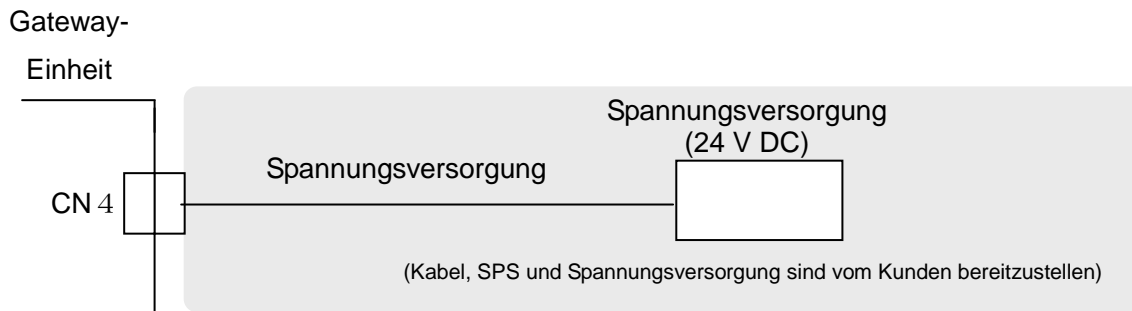 Gateway-
Einheit
Spannungsversorgung
(24 V DC)
Spannungsversorgung
CN 4
(Kabel, SPS und Spannungsversorgung sind vom Kunden bereitzustellen)